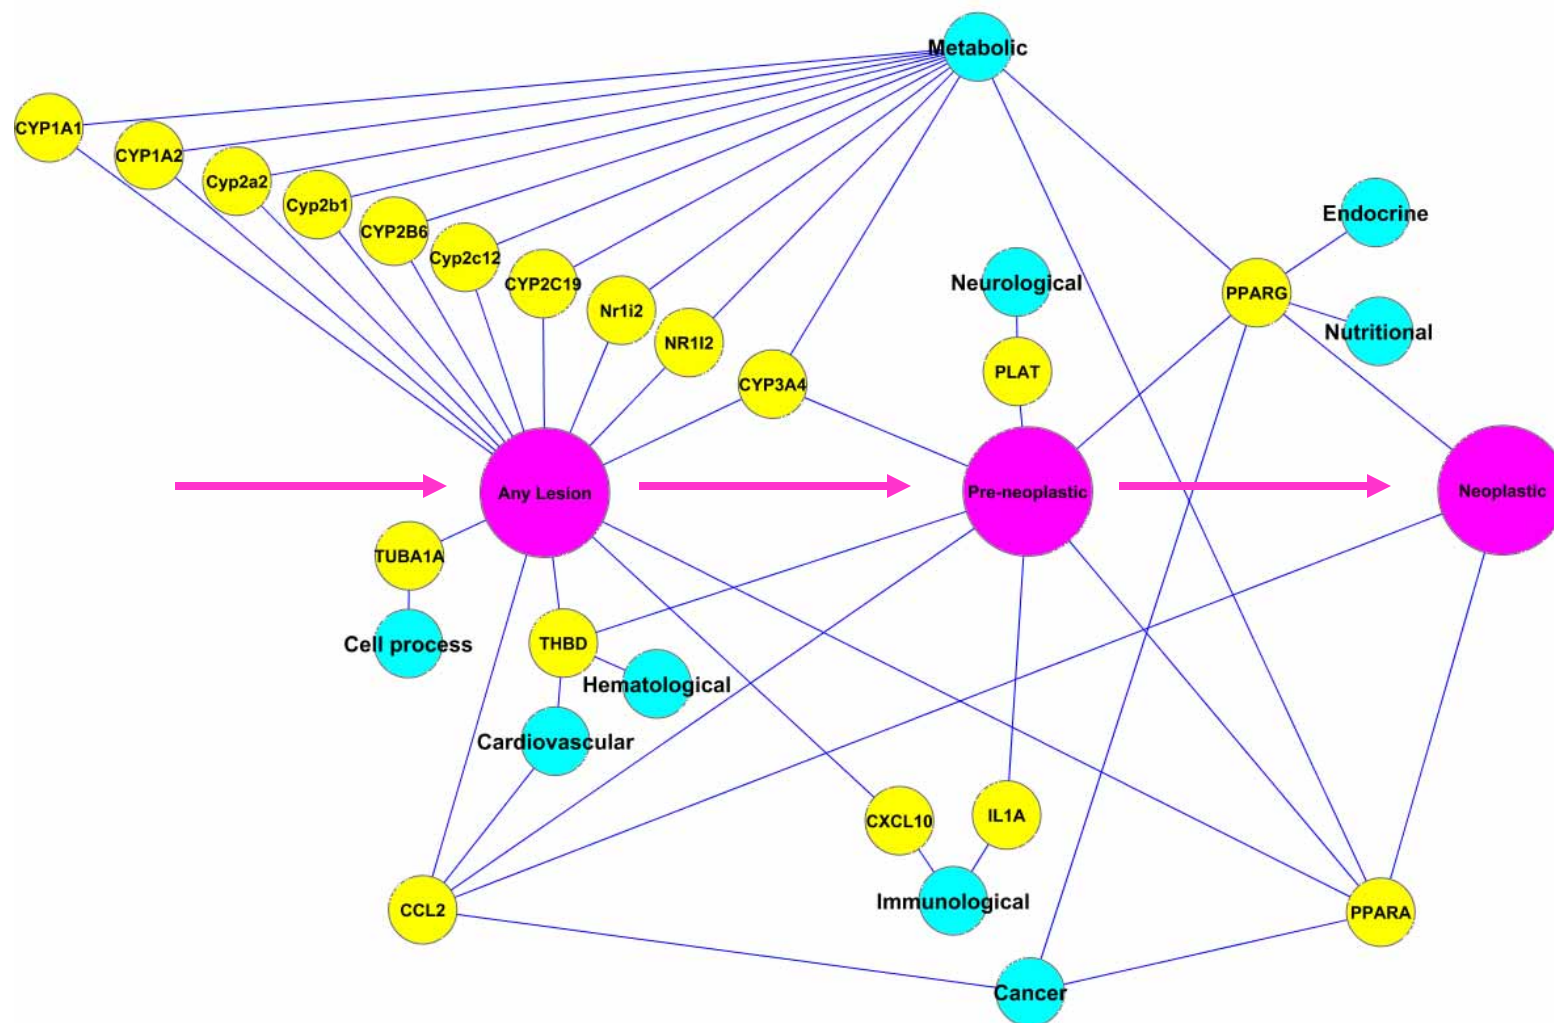 Metabolic
CYP1A1
CYP1A2
Cyp2a2
Cyp2b1
CYP2B6
Cyp2c12
CYP2C19
Nr1i2
NR1I2
CYP3A4
Endocrine
Neurological
PPARG
Nutritional
PLAT
Any Lesion
Pre-neoplastic
Neoplastic
TUBA1A
Cell process
THBD
Hematological
Cardiovascular
CXCL10
IL1A
Immunological
CCL2
PPARA
Cancer